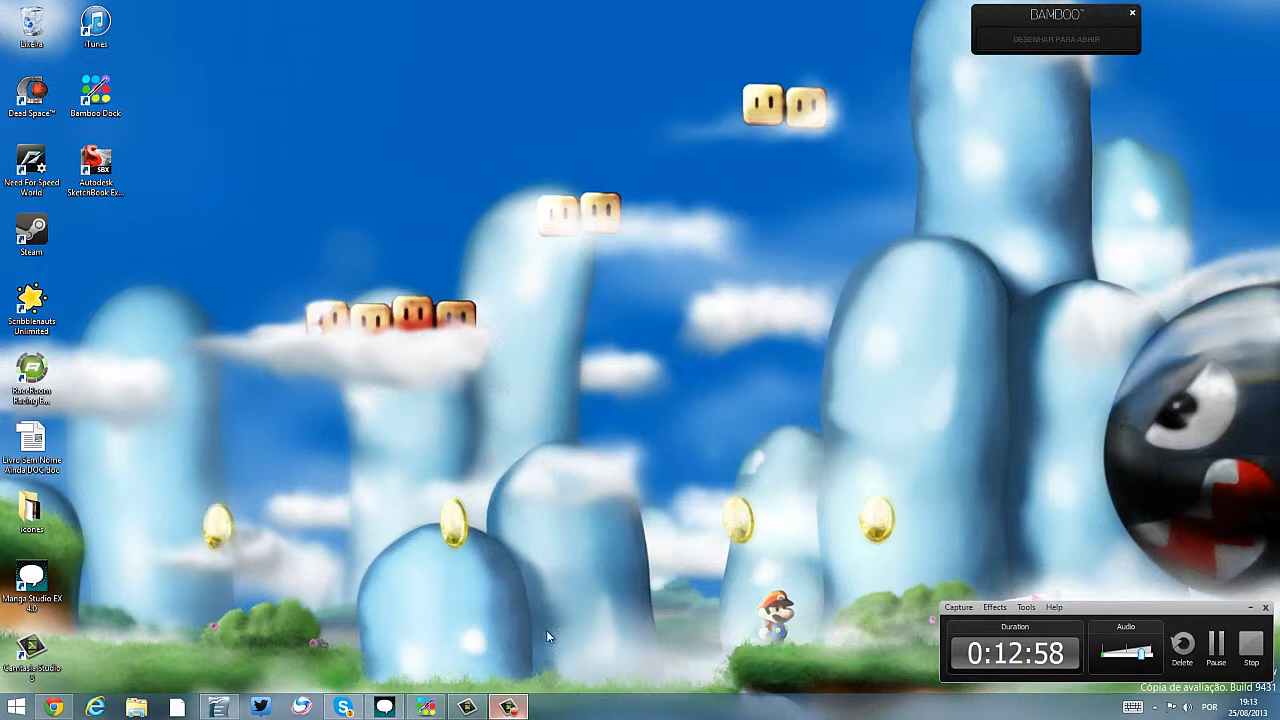 BAMBOO™
DESENHAR PARA ABRIR
Lixeira
iTunes
Dead Space™
Bamboo Dock
Need For Speed
World
Autodesk
SketchBook Ex...
SBX
Steam
Scribblenauts
Unlimited
RaceRoom
Racing E...
Livro Sem Nome
Ainda DOC.doc
icones
Manga Studio EX
4.0
Camtasia Studio
8
Capture Effects Tools Help
Duration
Audio
0:12:58
Delete
Pause
Stop
Cópia de avaliação. Build 9431
POR
19:13
25/08/2013